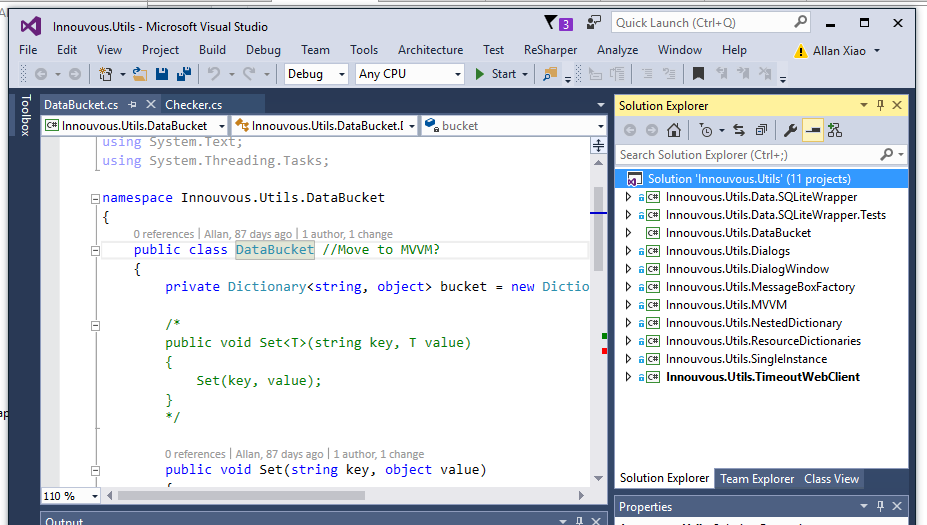 Innouvous.Utils - Microsoft Visual Studio
3
Quick Launch (Ctrl+Q)
File Edit View Project Build Debug Team Tools Architecture Test ReSharper Analyze Window Help Allan Xiao
Debug Any CPU Start
Toolbox
DataBucket.cs Checker.cs
C# Innouvous.Utils.DataBucket Innouvous.Utils.DataBucket.[ bucket
using System.Text;
using System.Threading.Tasks;
namespace Innouvous.Utils.DataBucket
{
0 references | Allan, 87 days ago | 1 author, 1 change
public class DataBucket //Move to MVVM?
{
private Dictionary<string, object> bucket = new Dictio
/*
public void Set<T>(string key, T value)
{
Set(key, value);
}
*/
0 references | Allan, 87 days ago | 1 author, 1 change
public void Set(string key, object value)
110 %
Output
Solution Explorer
Search Solution Explorer (Ctrl+;)
Solution 'Innouvous.Utils' (11 projects)
C# Innouvous.Utils.Data.SQLiteWrapper
C# Innouvous.Utils.Data.SQLiteWrapper.Tests
C# Innouvous.Utils.DataBucket
C# Innouvous.Utils.Dialogs
C# Innouvous.Utils.DialogWindow
C# Innouvous.Utils.MessageBoxFactory
C# Innouvous.Utils.MVVM
C# Innouvous.Utils.NestedDictionary
C# Innouvous.Utils.ResourceDictionaries
C# Innouvous.Utils.SingleInstance
C# Innouvous.Utils.TimeoutWebClient
Solution Explorer Team Explorer Class View
Properties